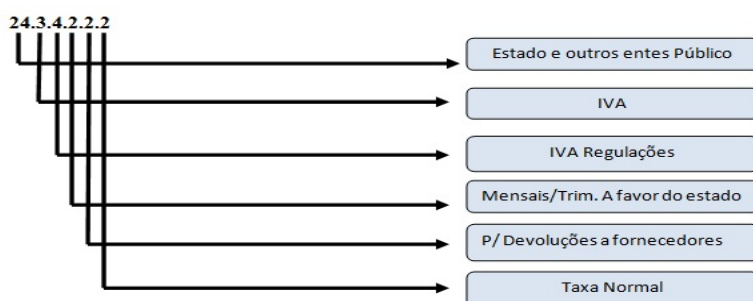 24.3.4.2.2.2
Estado e outros entes Público
IVA
IVA Regulações
Mensais/Trim. A favor do estado
P/ Devoluções a fornecedores
Taxa Normal